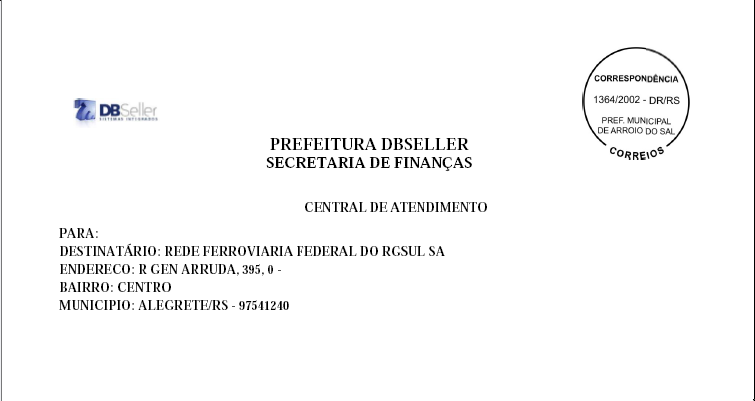 DBSeller
SISTEMAS INTEGRADOS
CORRESPONDÊNCIA
1364/2002 - DR/RS
PREF. MUNICIPAL
DE ARROIO DO SAL
CORREIOS
PREFEITURA DBSELLER
SECRETARIA DE FINANÇAS
CENTRAL DE ATENDIMENTO
PARA:
DESTINATÁRIO: REDE FERROVIARIA FEDERAL DO RGSUL SA
ENDERECO: R GEN ARRUDA, 395, 0 -
BAIRRO: CENTRO
MUNICIPIO: ALEGRETE/RS - 97541240